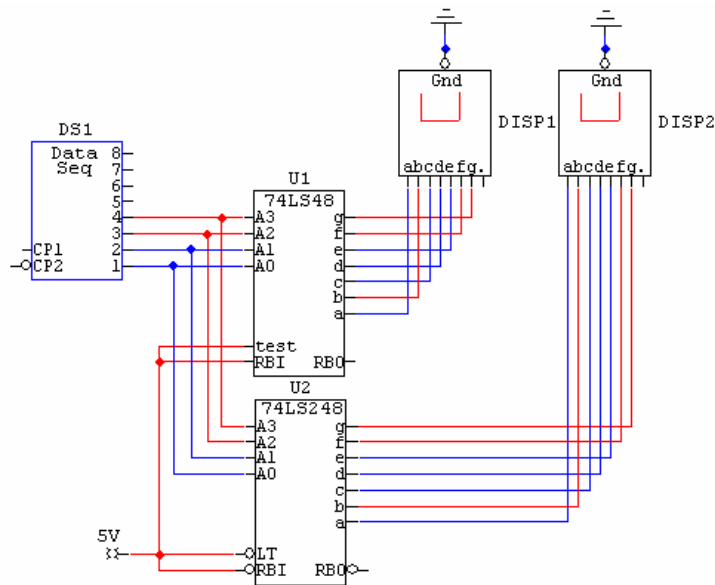 Gnd
DISP1
abcdefg.
Gnd
DISP2
abcdefg.
DS1
Data
Seq
8
7
6
5
4
3
2
1
CP1
CP2
U1
74LS48
A3
A2
A1
A0
test
RBI
g
f
e
d
c
b
a
RBO
U2
74LS248
A3
A2
A1
A0
LT
RBI
g
f
e
d
c
b
a
RBO
5V